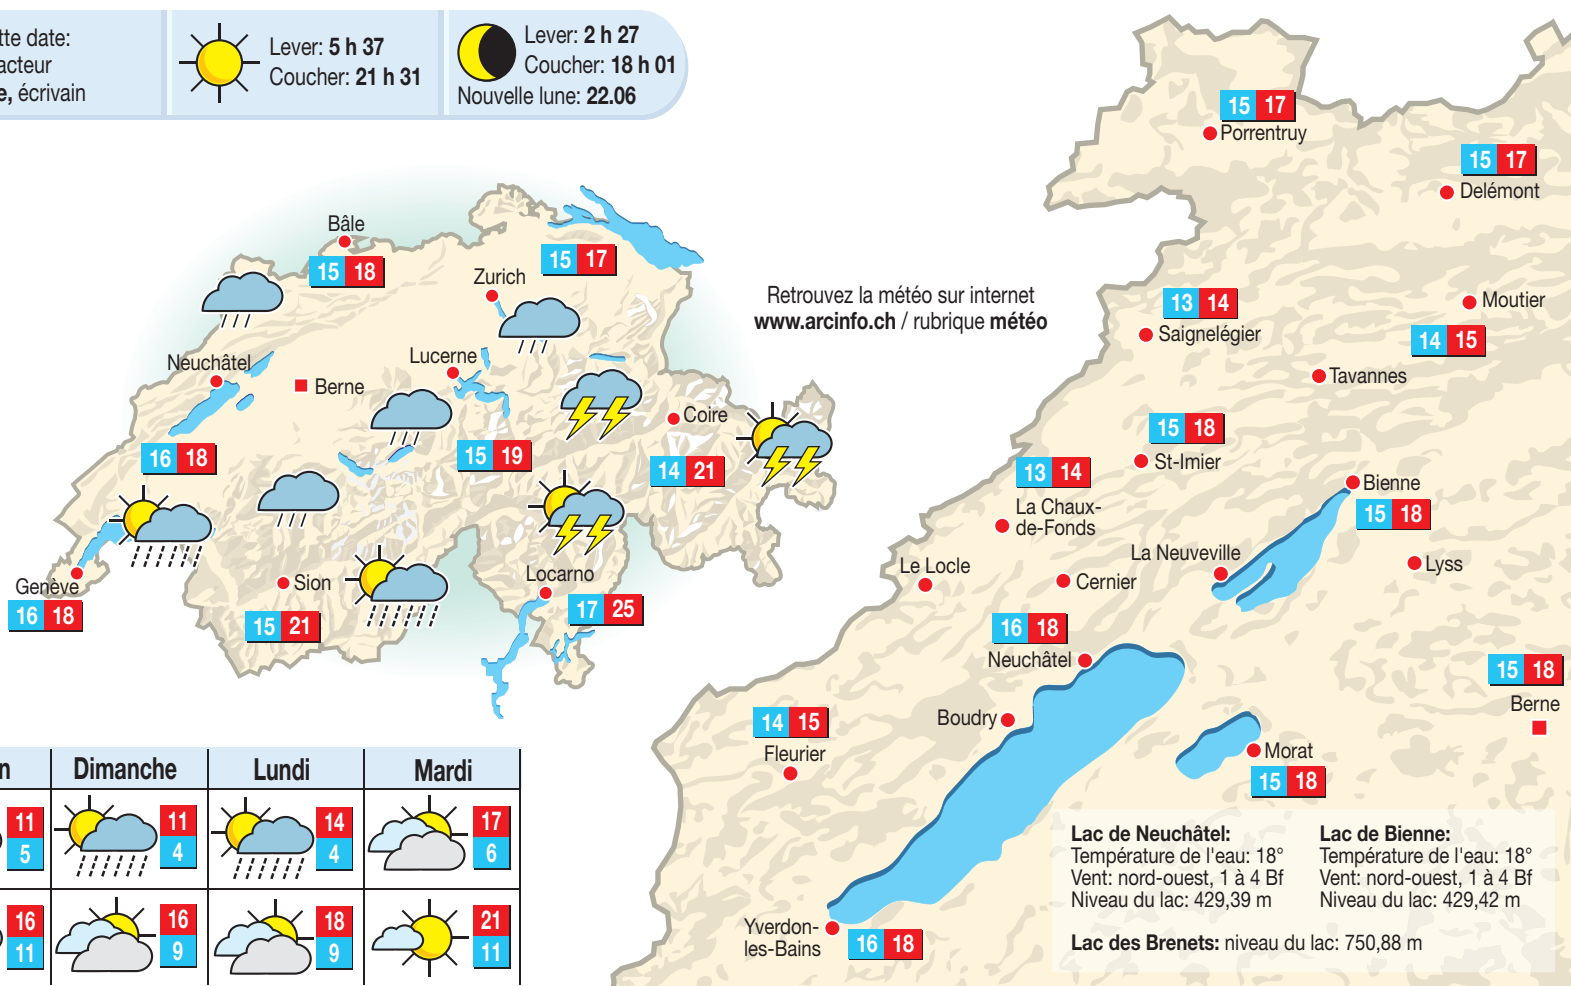 tte date:
acteur
e, écrivain
Lever: 5 h 37
Coucher: 21 h 31
Lever: 2 h 27
Coucher: 18 h 01
Nouvelle lune: 22.06
Bâle
15 18
15 17
Zurich
Neuchâtel
Lucerne
Berne
Coire
16 18
15 19
14 21
Genève
16 18
Sion
15 21
Locarno
17 25
Retrouvez la météo sur internet
www.arcinfo.ch / rubrique météo
15 17
Porrentruy
15 17
Delémont
13 14
Saignelégier
Moutier
14 15
Tavannes
15 18
St-Imier
13 14
La Chaux-
de-Fonds
Bienne
15 18
La Neuveville
Le Locle
Cernier
Lyss
16 18
Neuchâtel
15 18
Berne
Boudry
14 15
Fleurier
Morat
15 18
Yverdon-
les-Bains
16 18
Lac de Neuchâtel:
Température de l'eau: 18°
Vent: nord-ouest, 1 à 4 Bf
Niveau du lac: 429,39 m
Lac de Bienne:
Température de l'eau: 18°
Vent: nord-ouest, 1 à 4 Bf
Niveau du lac: 429,42 m
Lac des Brenets: niveau du lac: 750,88 m
n Dimanche Lundi Mardi
11 11 14 17
5 4 4 6
16 16 18 21
11 9 9 11